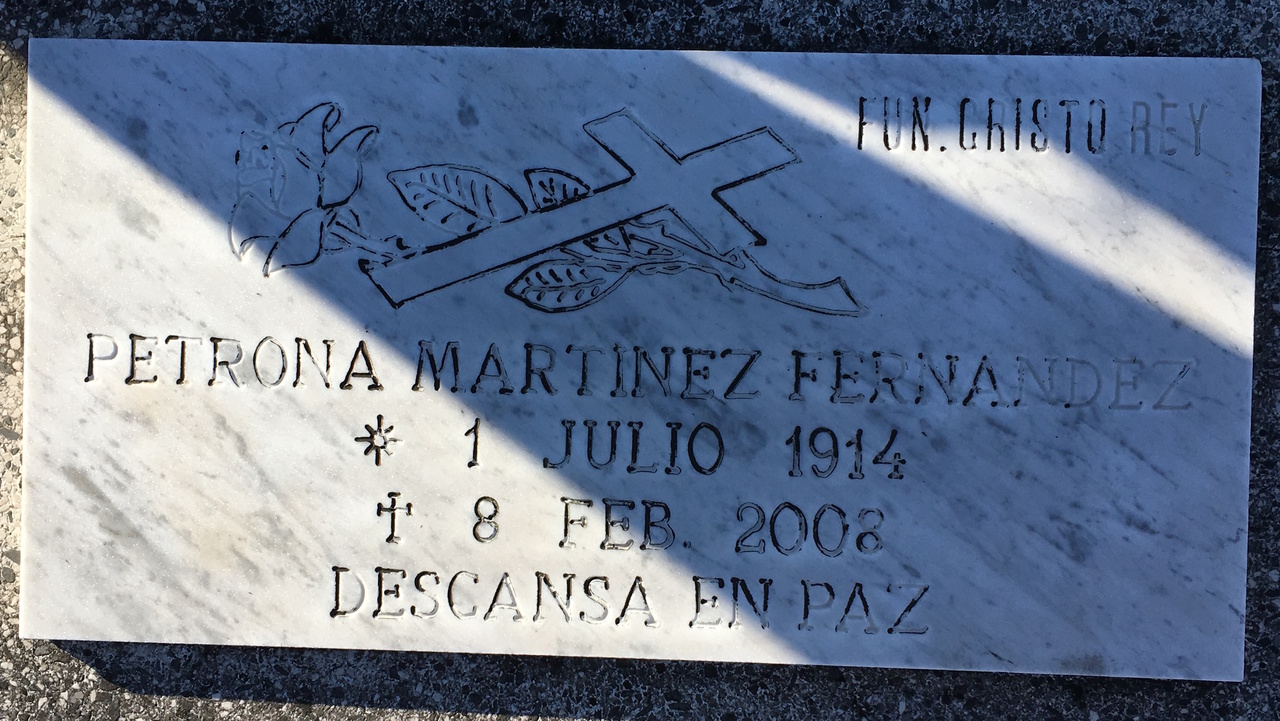 FUN. CRISTO REY
PETRONA MARTINEZ FERNANDEZ
* 1 JULIO 1914
† 8 FEB. 2008
DESCANSA EN PAZ